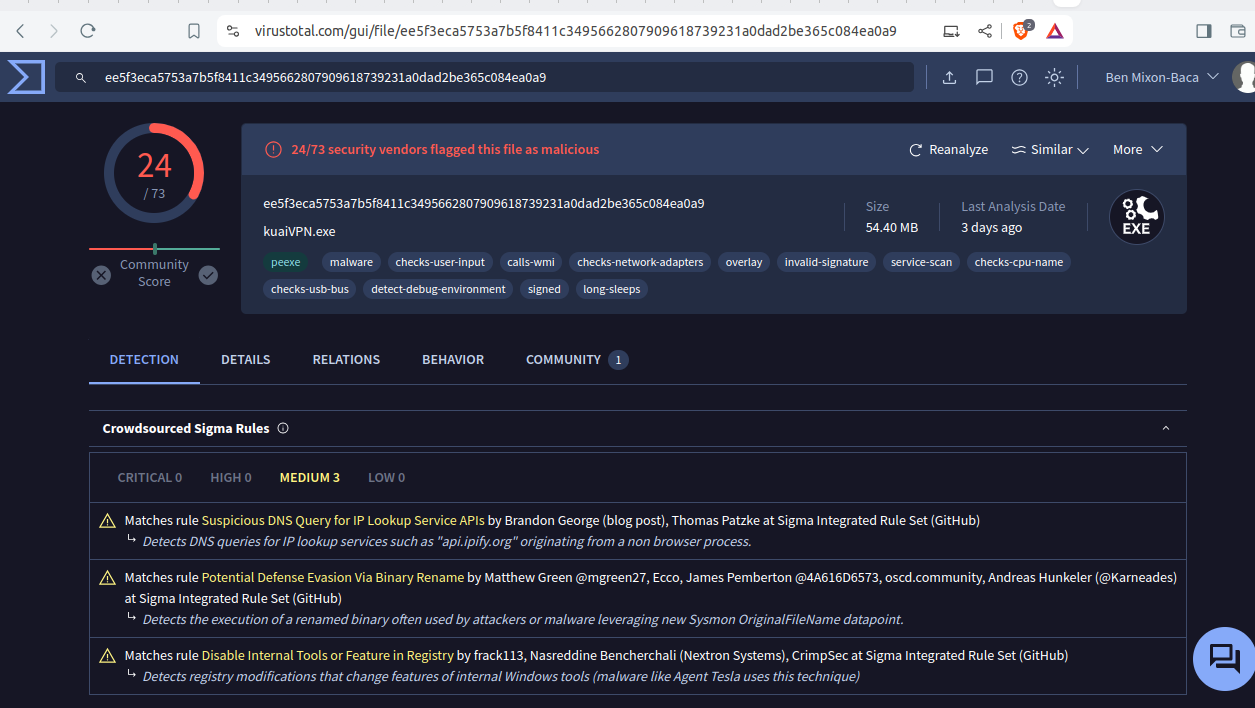 virustotal.com/gui/file/ee5f3eca5753a7b5f8411c3495662807909618739231a0dad2be365c084ea0a9
2
ee5f3eca5753a7b5f8411c3495662807909618739231a0dad2be365c084ea0a9
Ben Mixon-Baca
24
/ 73
Community
Score
24/73 security vendors flagged this file as malicious
Reanalyze
Similar
More
ee5f3eca5753a7b5f8411c3495662807909618739231a0dad2be365c084ea0a9
kuaiVPN.exe
Size
54.40 MB
Last Analysis Date
3 days ago
EXE
peexe malware checks-user-input calls-wmi checks-network-adapters overlay invalid-signature service-scan checks-cpu-name
checks-usb-bus detect-debug-environment signed long-sleeps
DETECTION DETAILS RELATIONS BEHAVIOR COMMUNITY 1
Crowdsourced Sigma Rules
CRITICAL 0 HIGH 0 MEDIUM 3 LOW 0
Matches rule Suspicious DNS Query for IP Lookup Service APIs by Brandon George (blog post), Thomas Patzke at Sigma Integrated Rule Set (GitHub)
Detects DNS queries for IP lookup services such as "api.ipify.org" originating from a non browser process.
Matches rule Potential Defense Evasion Via Binary Rename by Matthew Green @mgreen27, Ecco, James Pemberton @4A616D6573, oscd.community, Andreas Hunkeler (@Karneades)
at Sigma Integrated Rule Set (GitHub)
Detects the execution of a renamed binary often used by attackers or malware leveraging new Sysmon OriginalFileName datapoint.
Matches rule Disable Internal Tools or Feature in Registry by frack113, Nasreddine Bencherchali (Nextron Systems), CrimpSec at Sigma Integrated Rule Set (GitHub)
Detects registry modifications that change features of internal Windows tools (malware like Agent Tesla uses this technique)